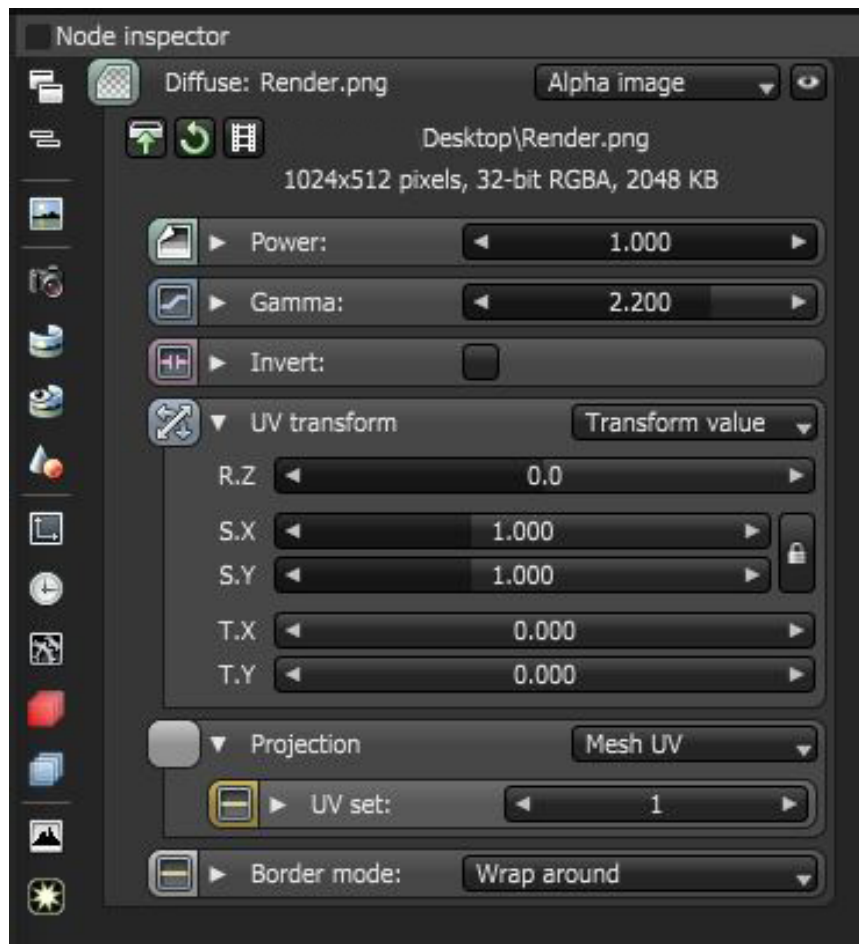 Node inspector
Diffuse: Render.png Alpha image
Desktop\Render.png
1024x512 pixels, 32-bit RGBA, 2048 KB
Power: 1.000
Gamma: 2.200
Invert:
UV transform Transform value
R.Z 0.0
S.X 1.000
S.Y 1.000
T.X 0.000
T.Y 0.000
Projection Mesh UV
UV set: 1
Border mode: Wrap around